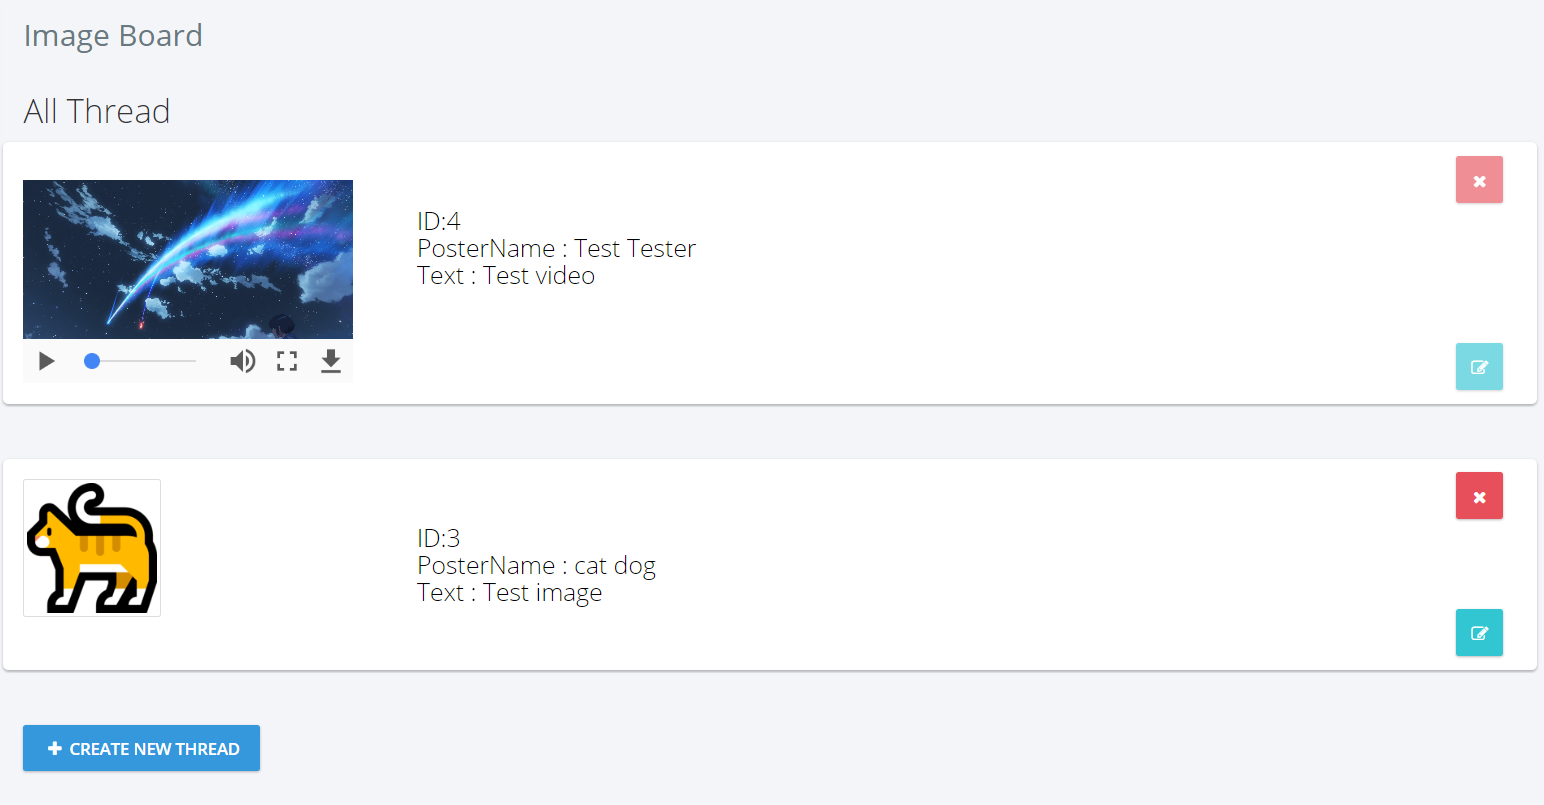 Image Board
All Thread
ID:4
PosterName : Test Tester
Text : Test video
ID:3
PosterName : cat dog
Text : Test image
CREATE NEW THREAD